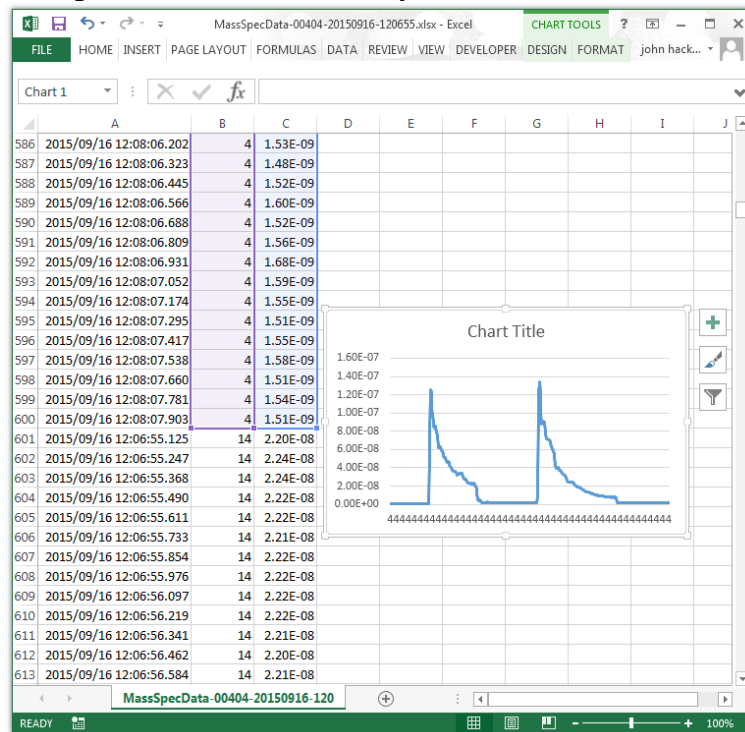 MassSpecData-00404-20150916-120655.xlsx - Excel CHART TOOLS ?
FILE HOME INSERT PAGE LAYOUT FORMULAS DATA REVIEW VIEW DEVELOPER DESIGN FORMAT john hack...
Chart 1 fx
A B C D E F G H I J
586 2015/09/16 12:08:06.202 4 1.53E-09
587 2015/09/16 12:08:06.323 4 1.48E-09
588 2015/09/16 12:08:06.445 4 1.52E-09
589 2015/09/16 12:08:06.566 4 1.60E-09
590 2015/09/16 12:08:06.688 4 1.52E-09
591 2015/09/16 12:08:06.809 4 1.56E-09
592 2015/09/16 12:08:06.931 4 1.68E-09
593 2015/09/16 12:08:07.052 4 1.59E-09
594 2015/09/16 12:08:07.174 4 1.55E-09
595 2015/09/16 12:08:07.295 4 1.51E-09
596 2015/09/16 12:08:07.417 4 1.55E-09
597 2015/09/16 12:08:07.538 4 1.58E-09
598 2015/09/16 12:08:07.660 4 1.51E-09
599 2015/09/16 12:08:07.781 4 1.54E-09
600 2015/09/16 12:08:07.903 4 1.51E-09
601 2015/09/16 12:06:55.125 14 2.20E-08
602 2015/09/16 12:06:55.247 14 2.24E-08
603 2015/09/16 12:06:55.368 14 2.24E-08
604 2015/09/16 12:06:55.490 14 2.22E-08
605 2015/09/16 12:06:55.611 14 2.22E-08
606 2015/09/16 12:06:55.733 14 2.21E-08
607 2015/09/16 12:06:55.854 14 2.22E-08
608 2015/09/16 12:06:55.976 14 2.22E-08
609 2015/09/16 12:06:56.097 14 2.22E-08
610 2015/09/16 12:06:56.219 14 2.22E-08
611 2015/09/16 12:06:56.341 14 2.21E-08
612 2015/09/16 12:06:56.462 14 2.20E-08
613 2015/09/16 12:06:56.584 14 2.21E-08
Chart Title
1.60E-07
1.40E-07
1.20E-07
1.00E-07
8.00E-08
6.00E-08
4.00E-08
2.00E-08
0.00E+00
MassSpecData-00404-20150916-120
READY 100%